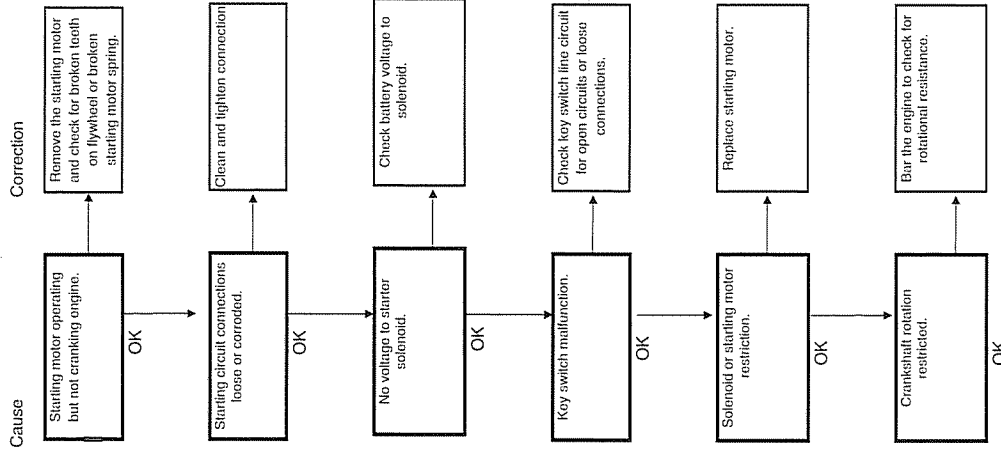 Cause
Correction
Starting motor operating
but not cranking engine.
Remove the starting motor
and check for broken teeth
on flywheel or broken
starting motor spring.
OK
Starting circuit connections
loose or corroded.
Clean and tighten connection
OK
No voltage to starter
solenoid.
Check battery voltage to
solenoid.
OK
Key switch malfunction.
Check key switch line circuit
for open circuits or loose
connections.
OK
Solenoid or starting motor
restriction.
Replace starting motor.
OK
Crankshaft rotation
restricted.
Bar the engine to check for
rotational resistance.
OK